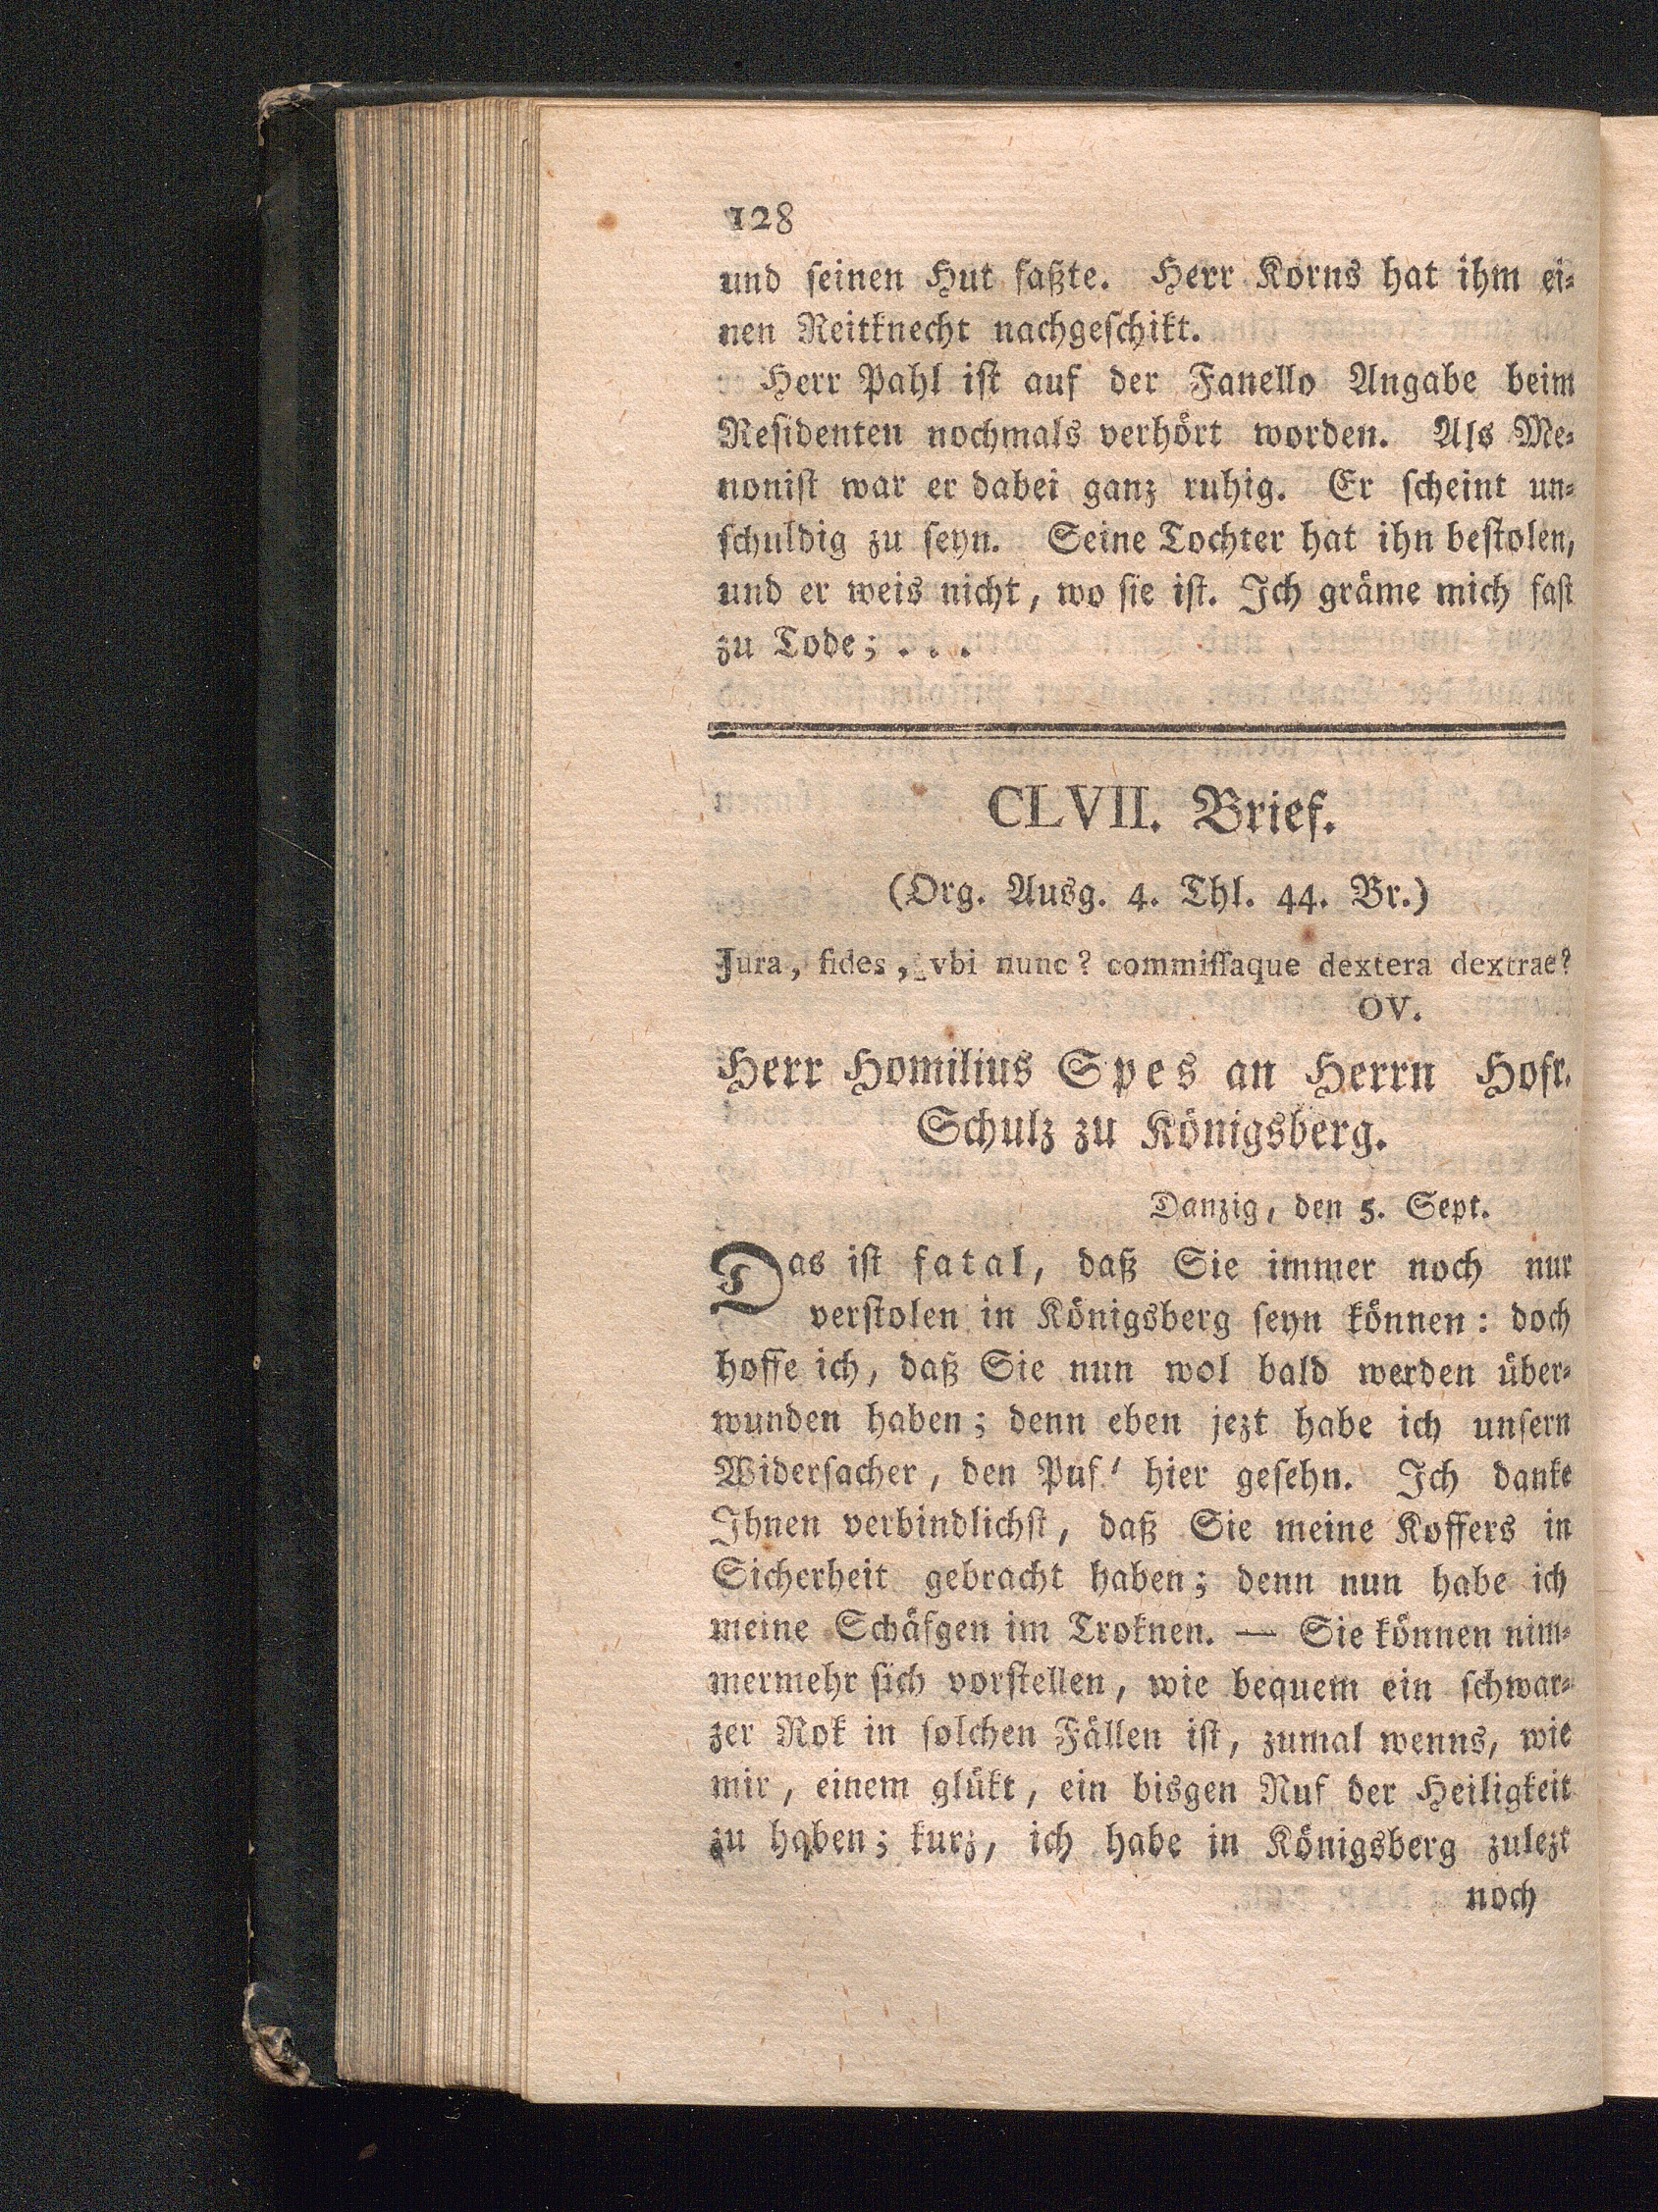 128
und ſeinen Hut faßte. Herr Korns hat ihm ei⸗
nen Reitknecht nachgeſchikt.
Herr Pahl iſt auf der Fanello Angabe beim
Reſidenten nochmals verhört worden. Als Me⸗
noniſt war er dabei ganz ruhig. Er ſcheint un⸗
ſchuldig zu ſeyn. Seine Tochter hat ihn beſtolen,
und er weis nicht, wo ſie iſt. Ich gräme mich faſt
zu Tode; . . .
CLVII. Brief.
(Org. Ausg. 4. Thl. 44. Br.)
Jura, fides, vbi nunc? commiſſaque dextera dextrae?
OV.
Herr Homilius Spes an Herrn Hofr.
Schulz zu Königsberg.
Danzig, den 5. Sept.
Das iſt fatal, daß Sie immer noch nur
verſtolen in Königsberg ſeyn können: doch
hoffe ich, daß Sie nun wol bald werden über⸗
wunden haben; denn eben jezt habe ich unſern
Widerſacher, den Puf' hier geſehn. Ich danke
Ihnen verbindlichſt, daß Sie meine Koffers in
Sicherheit gebracht haben; denn nun habe ich
meine Schäfgen im Troknen. — Sie können nim⸗
mermehr ſich vorſtellen, wie bequem ein ſchwar⸗
zer Rok in ſolchen Fällen iſt, zumal wenns, wie
mir, einem glükt, ein bisgen Ruf der Heiligkeit
zu haben; kurz, ich habe in Königsberg zulezt
noch